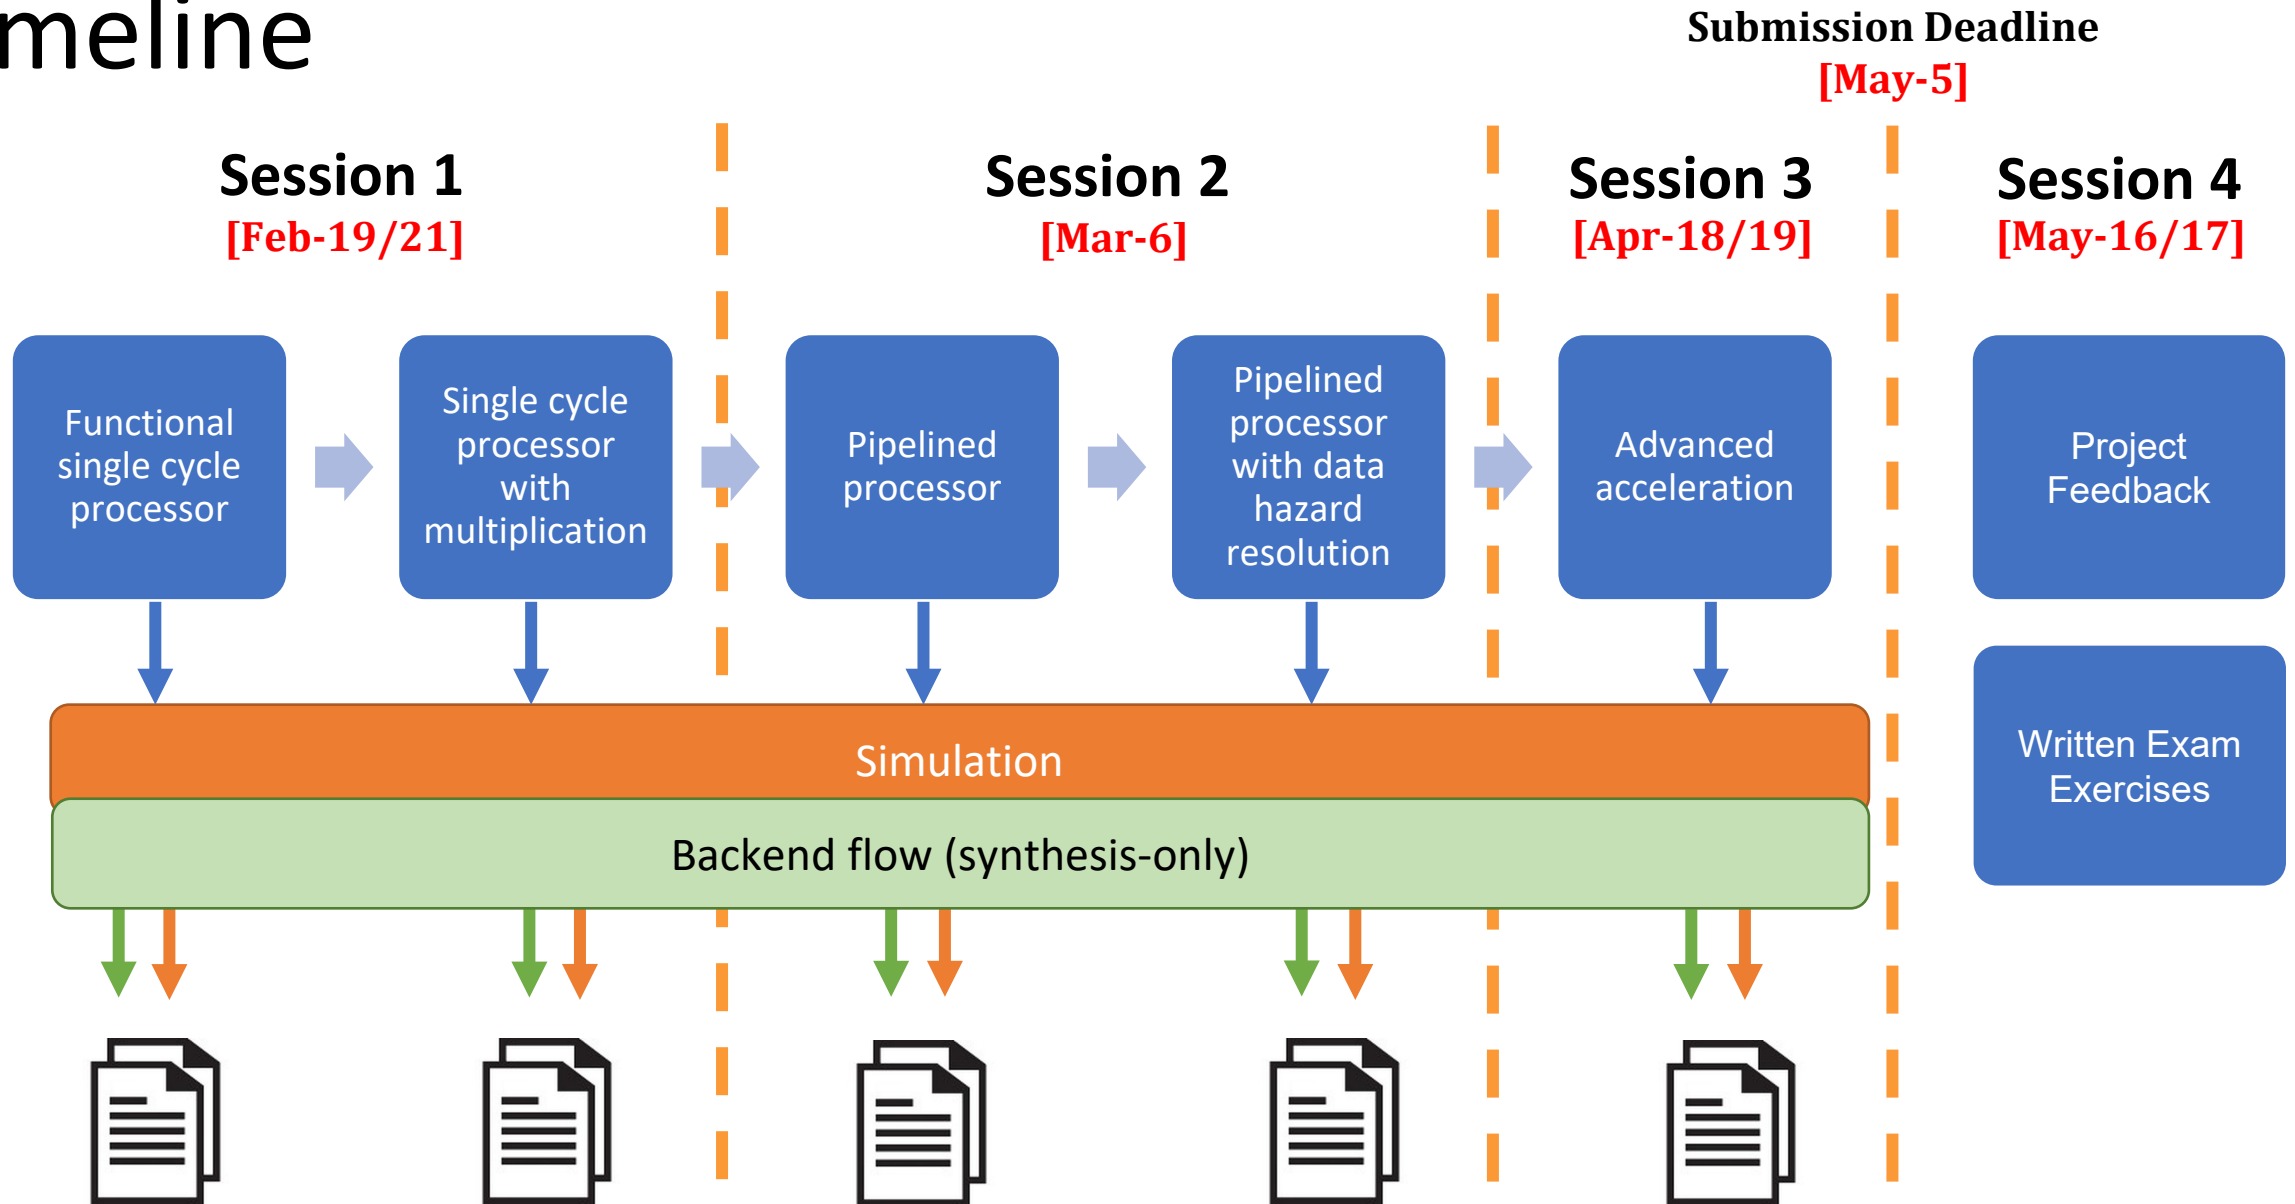 meline
Submission Deadline
[May-5]
Session 1
[Feb-19/21]
Session 2
[Mar-6]
Session 3
[Apr-18/19]
Session 4
[May-16/17]
Functional
single cycle
processor
Single cycle
processor
with
multiplication
Pipelined
processor
Pipelined
processor
with data
hazard
resolution
Advanced
acceleration
Project
Feedback
Written Exam
Exercises
Simulation
Backend flow (synthesis-only)